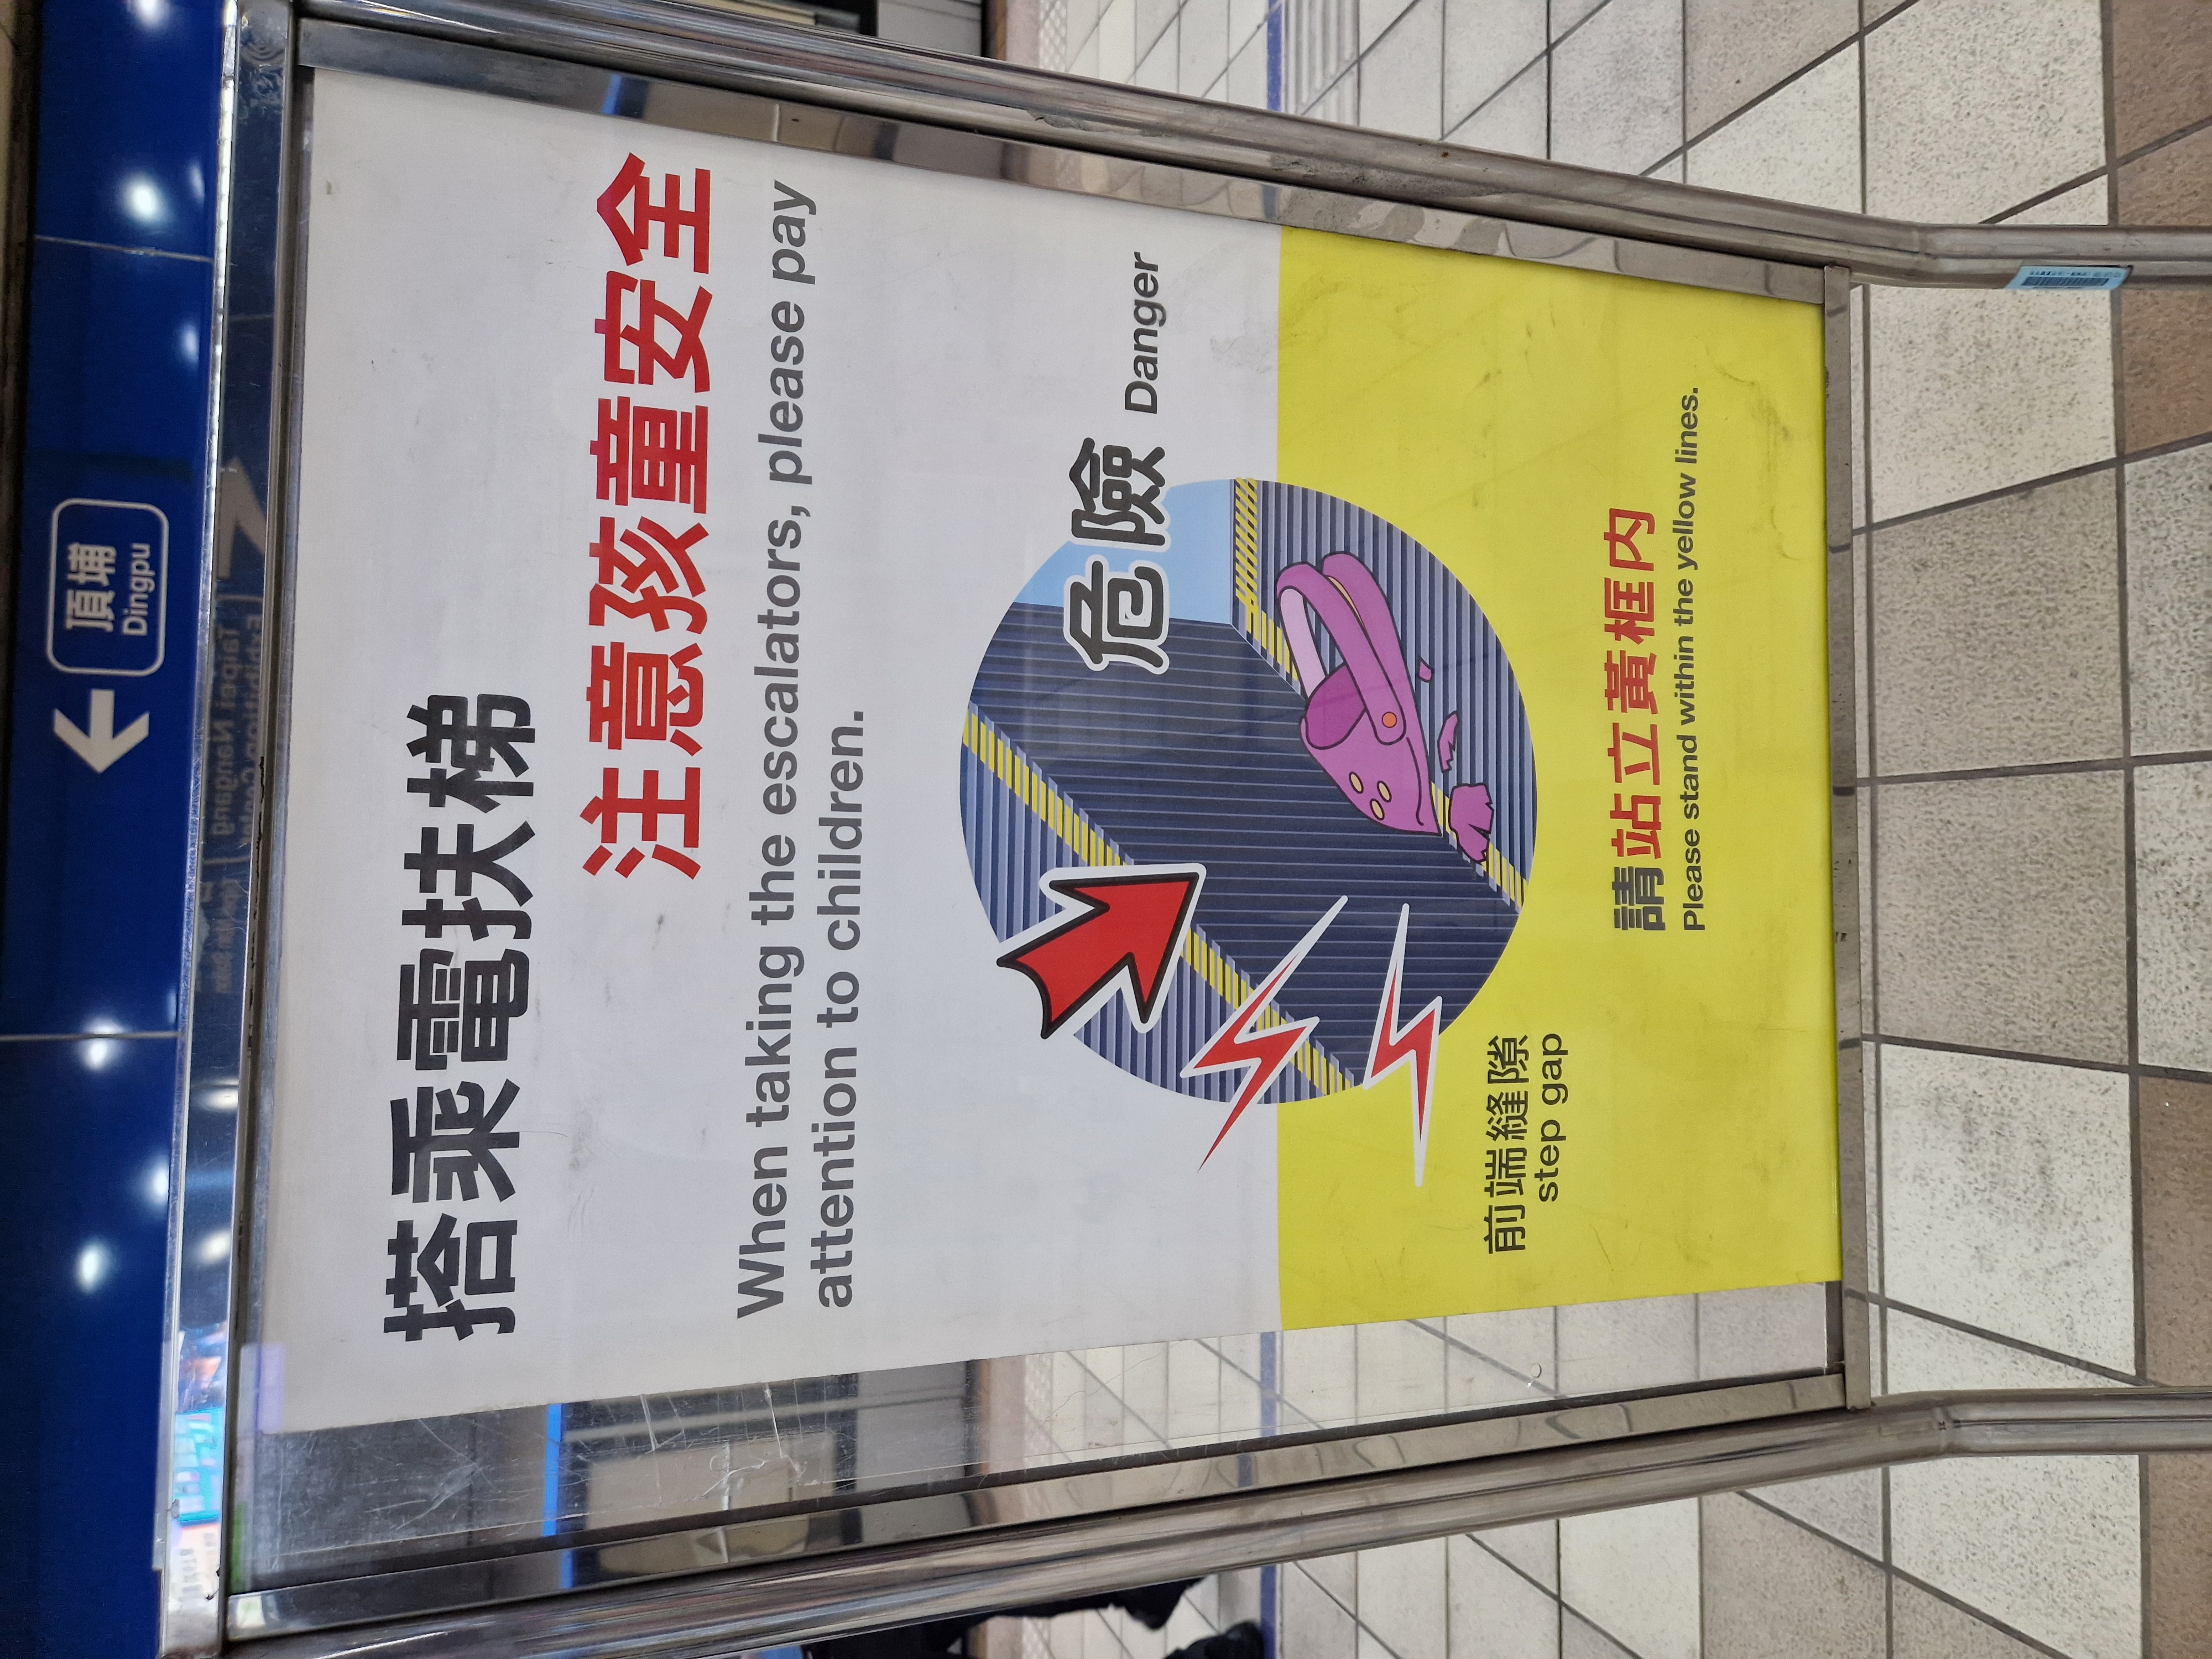 頂埔
Dingpu
搭乘電扶梯
注意孩童安全
When taking the escalators, please pay
attention to children.
危險 Danger
前端縫隙
step gap
請站立黃框內
Please stand within the yellow lines.